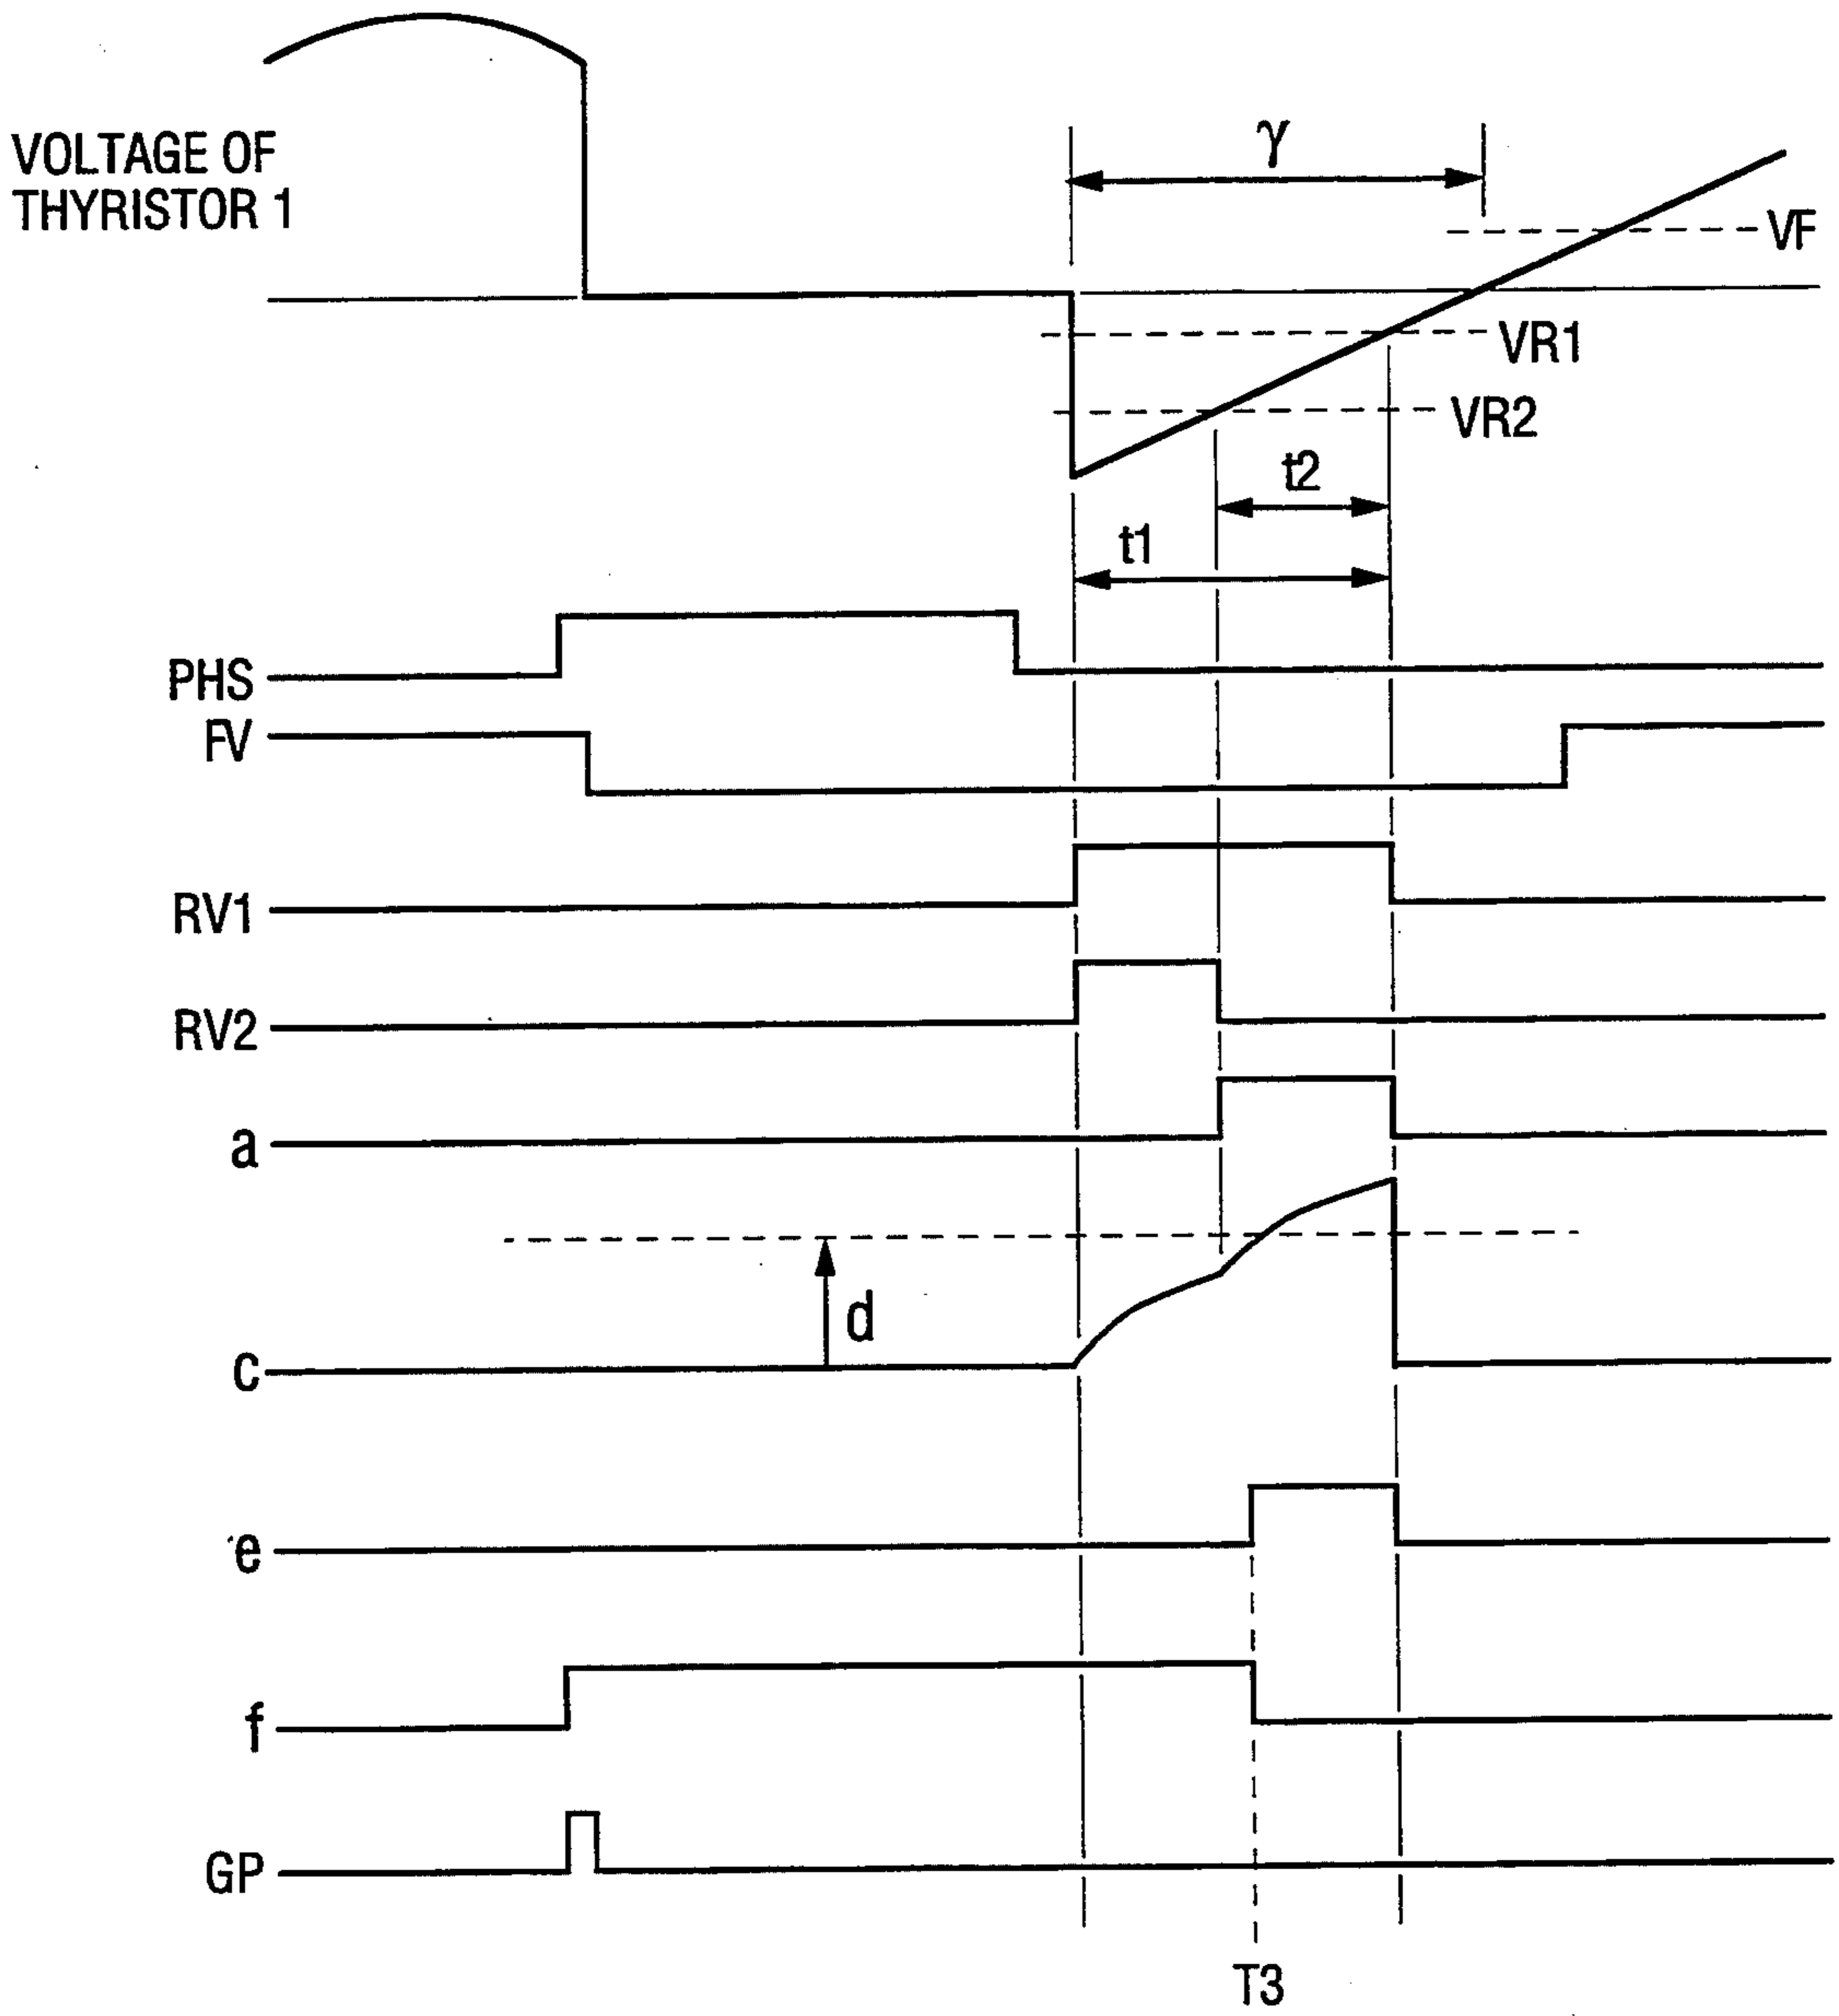 VOLTAGE OF
THYRISTOR 1
γ
VF
VR1
VR2
t2
t1
PHS
FV
RV1
RV2
a
d
c
e
f
GP
T3